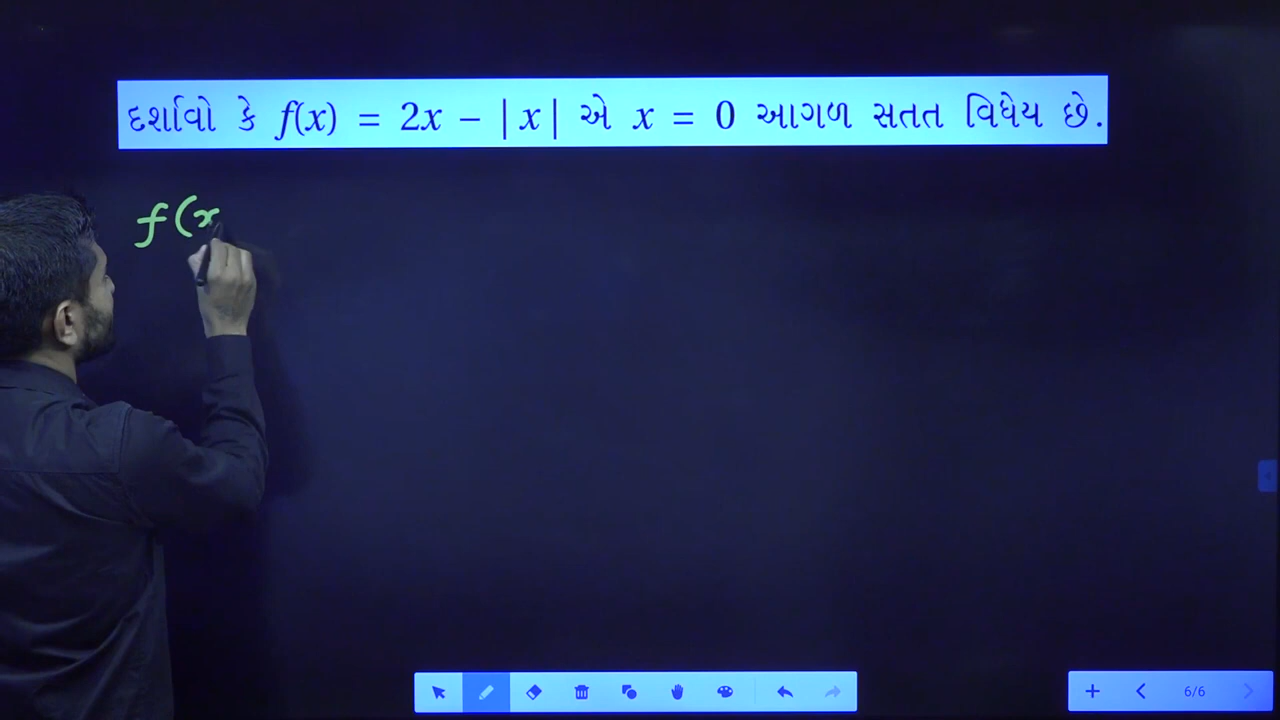 દર્શાવો કે f(x) = 2x − |x| એ x = 0 આગળ સતત વિધેય છે.
f(x
6/6